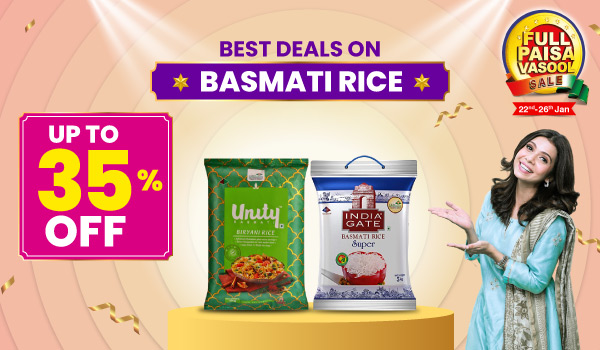 BEST DEALS ON
BASMATI RICE
FULL
PAISA
VASOOL
SALE
22nd-26th Jan
UP TO
35%
OFF
Unity
BIRYANI RICE
INDIA
GATE
BASMATI RICE
Super